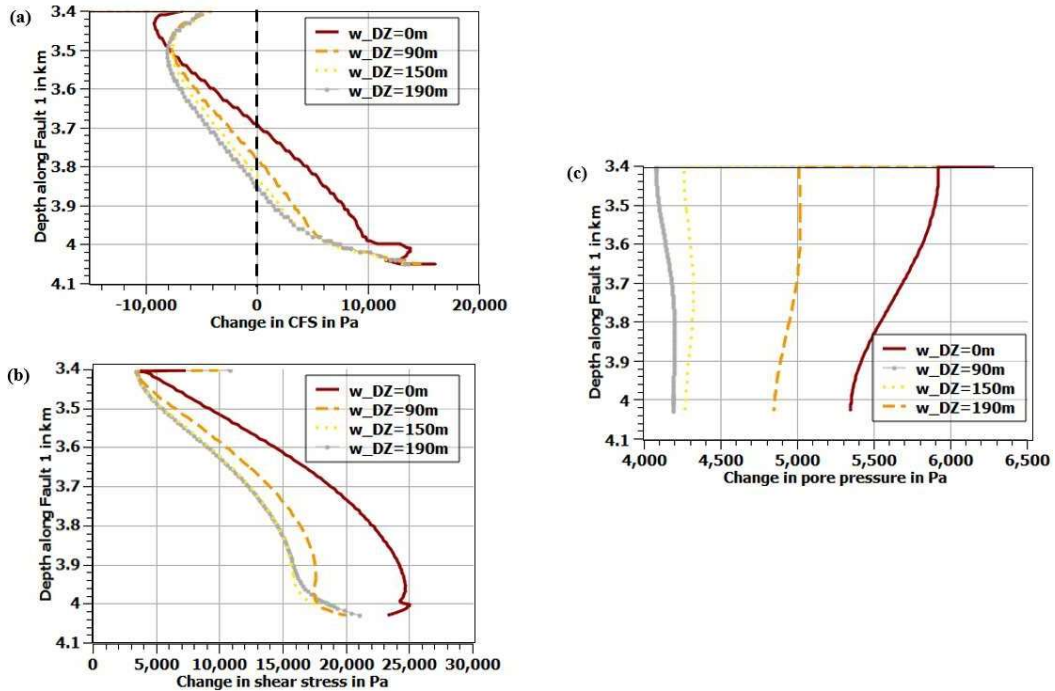 (a)
3.4
3.5
3.6
3.7
3.8
3.9
4
4.1
Depth along Fault 1 in km
w_DZ=0m
w_DZ=90m
w_DZ=150m
w_DZ=190m
-10,000 0 10,000 20,000
Change in CFS in Pa
(b)
3.4
3.5
3.6
3.7
3.8
3.9
4
4.1
Depth along Fault 1 in km
w_DZ=0m
w_DZ=90m
w_DZ=150m
w_DZ=190m
0 5,000 10,000 15,000 20,000 25,000 30,000
Change in shear stress in Pa
(c)
3.4
3.5
3.6
3.7
3.8
3.9
4
4.1
Depth along Fault 1 in km
w_DZ=0m
w_DZ=90m
w_DZ=150m
w_DZ=190m
4,000 4,500 5,000 5,500 6,000 6,500
Change in pore pressure in Pa